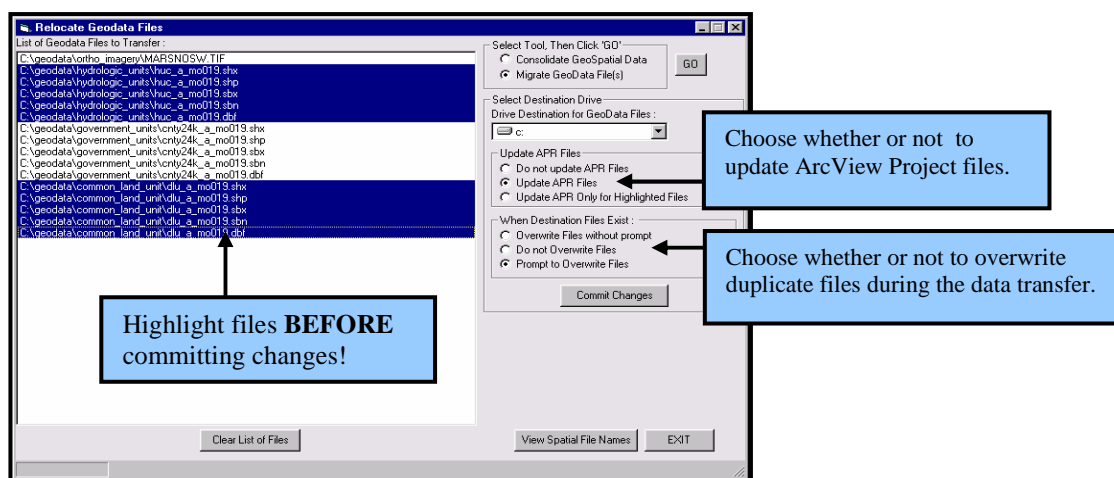 Relocate Geodata Files
List of Geodata Files to Transfer :
C:\geodata\ortho_imagery\MARSNOSW.TIF
C:\geodata\hydrologic_units\huc_a_mo019.shx
C:\geodata\hydrologic_units\huc_a_mo019.shp
C:\geodata\hydrologic_units\huc_a_mo019.sbx
C:\geodata\hydrologic_units\huc_a_mo019.sbn
C:\geodata\hydrologic_units\huc_a_mo019.dbf
C:\geodata\government_units\cnty24k_a_mo019.shx
C:\geodata\government_units\cnty24k_a_mo019.shp
C:\geodata\government_units\cnty24k_a_mo019.sbx
C:\geodata\government_units\cnty24k_a_mo019.sbn
C:\geodata\government_units\cnty24k_a_mo019.dbf
C:\geodata\common_land_unit\dlu_a_mo019.shx
C:\geodata\common_land_unit\dlu_a_mo019.shp
C:\geodata\common_land_unit\dlu_a_mo019.sbx
C:\geodata\common_land_unit\dlu_a_mo019.sbn
C:\geodata\common_land_unit\dlu_a_mo019.dbf
Highlight files BEFORE
committing changes!
Clear List of Files
Select Tool, Then Click 'GO'
Consolidate GeoSpatial Data
Migrate GeoData File(s)
GO
Select Destination Drive
Drive Destination for GeoData Files :
c:
Update APR Files
Do not update APR Files
Update APR Files
Update APR Only for Highlighted Files
When Destination Files Exist :
Overwrite Files without prompt
Do not Overwrite Files
Prompt to Overwrite Files
Commit Changes
View Spatial File Names
EXIT
Choose whether or not to
update ArcView Project files.
Choose whether or not to overwrite
duplicate files during the data transfer.